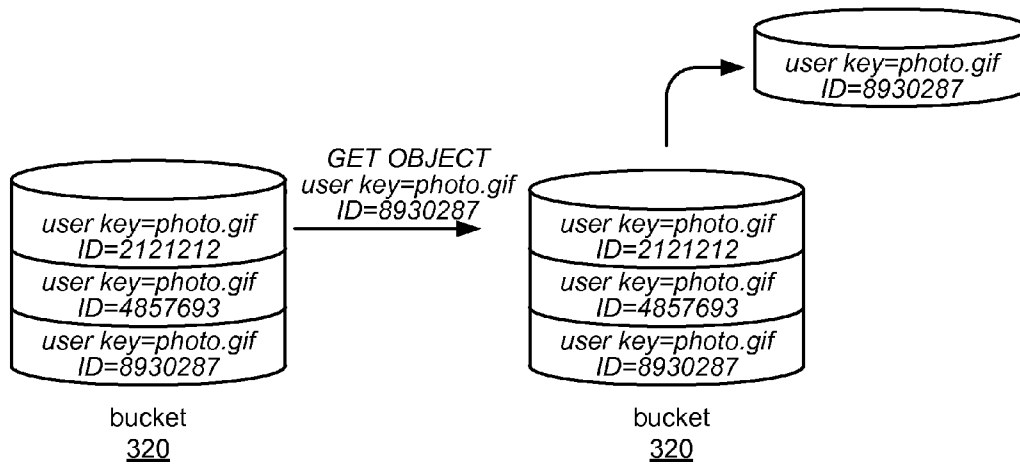 user key=photo.gif
ID=8930287
GET OBJECT
user key=photo.gif
ID=8930287
user key=photo.gif
ID=2121212
user key=photo.gif
ID=4857693
user key=photo.gif
ID=8930287
bucket
320
user key=photo.gif
ID=2121212
user key=photo.gif
ID=4857693
user key=photo.gif
ID=8930287
bucket
320